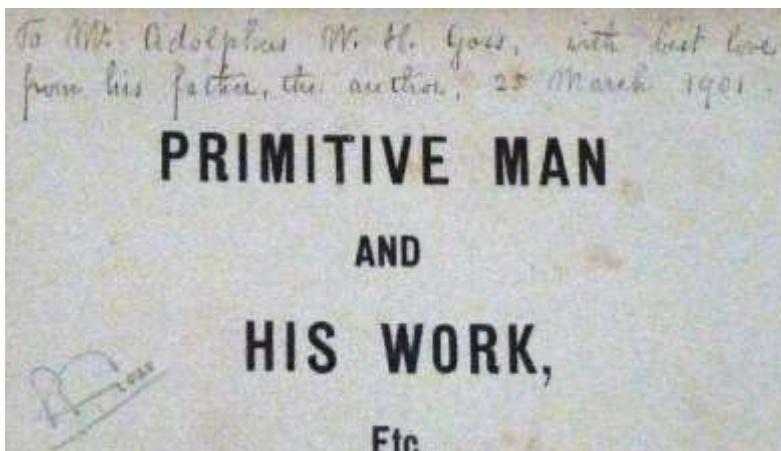 To Mr. Adolphus W. H. Goss, with best love
from his father, the author, 25 March 1901.
PRIMITIVE MAN
AND
HIS WORK,
Etc